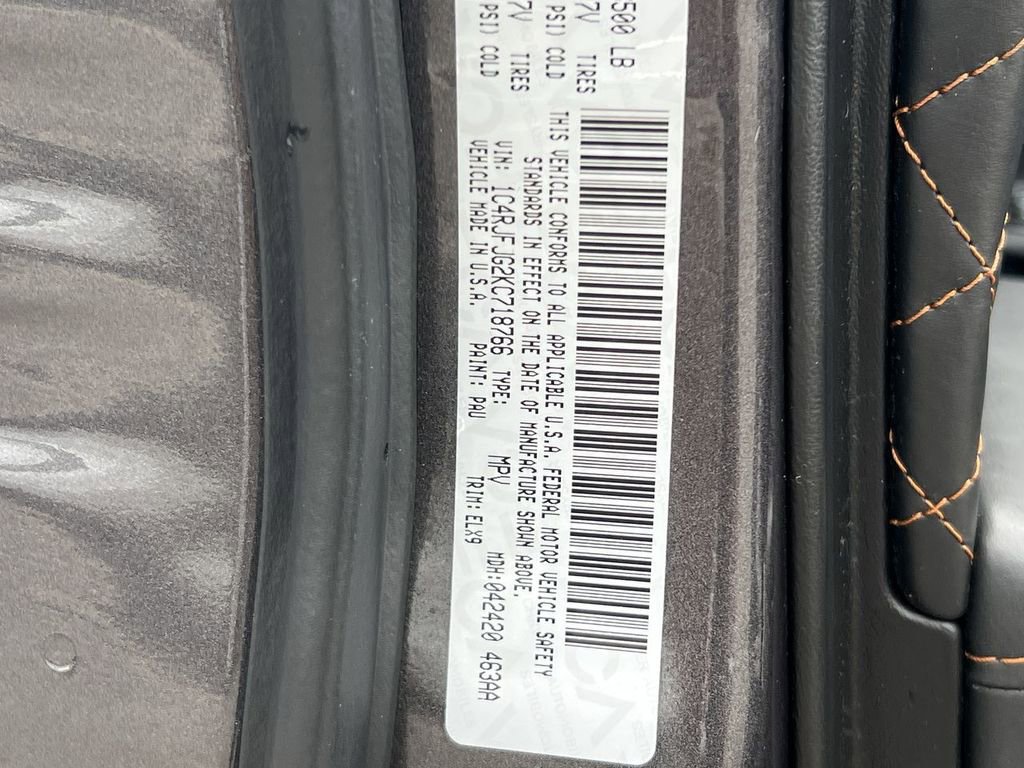 500 LB
7V TIRES PSI) COLD
7V TIRES PSI) COLD
THIS VEHICLE CONFORMS TO ALL APPLICABLE U.S.A. FEDERAL MOTOR VEHICLE SAFETY
STANDARDS IN EFFECT ON THE DATE OF MANUFACTURE SHOWN ABOVE.
VIN: 1C4RJFJG2KC718766 TYPE: MPV MDH:042420 463AA
VEHICLE MADE IN U.S.A. PAINT: PAU TRIM: ELX9